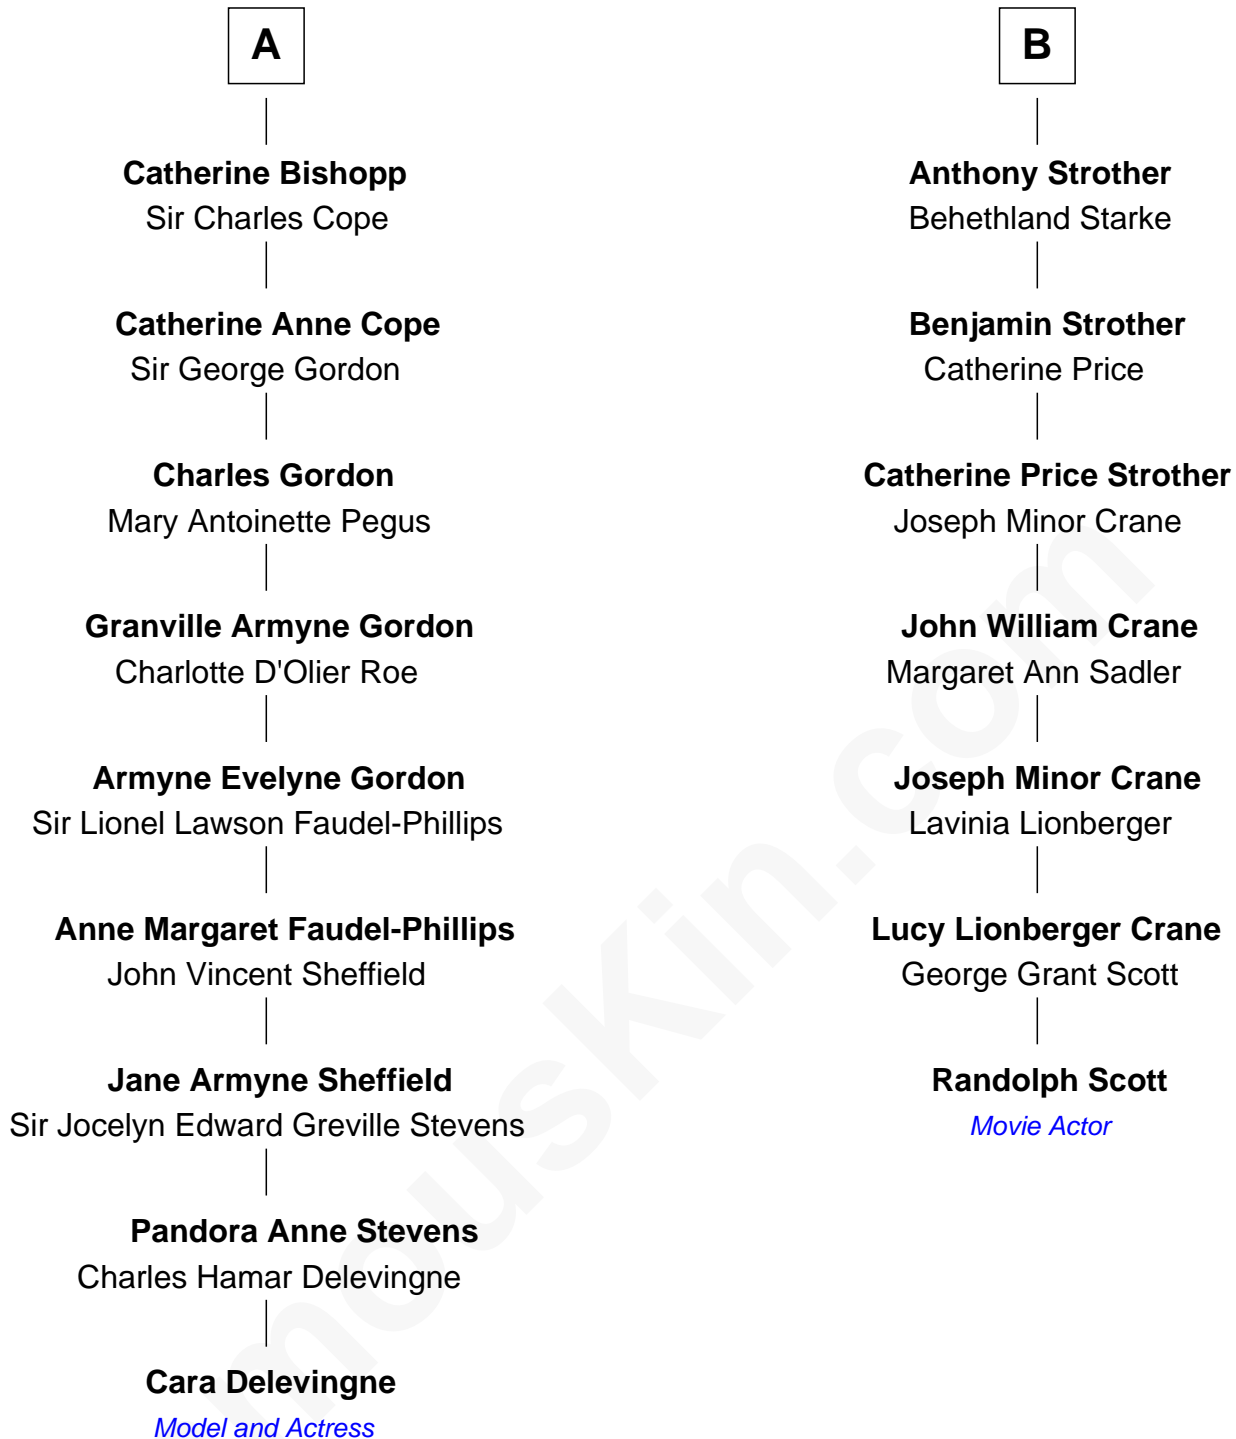 A
Catherine Bishopp
Sir Charles Cope
Catherine Anne Cope
Sir George Gordon
Charles Gordon
Mary Antoinette Pegus
Granville Armyne Gordon
Charlotte D'Olier Roe
Armyne Evelyne Gordon
Sir Lionel Lawson Faudel-Phillips
Anne Margaret Faudel-Phillips
John Vincent Sheffield
Jane Armyne Sheffield
Sir Jocelyn Edward Greville Stevens
Pandora Anne Stevens
Charles Hamar Delevingne
Cara Delevingne
Model and Actress
B
Anthony Strother
Behethland Starke
Benjamin Strother
Catherine Price
Catherine Price Strother
Joseph Minor Crane
John William Crane
Margaret Ann Sadler
Joseph Minor Crane
Lavinia Lionberger
Lucy Lionberger Crane
George Grant Scott
Randolph Scott
Movie Actor
mousKin.com